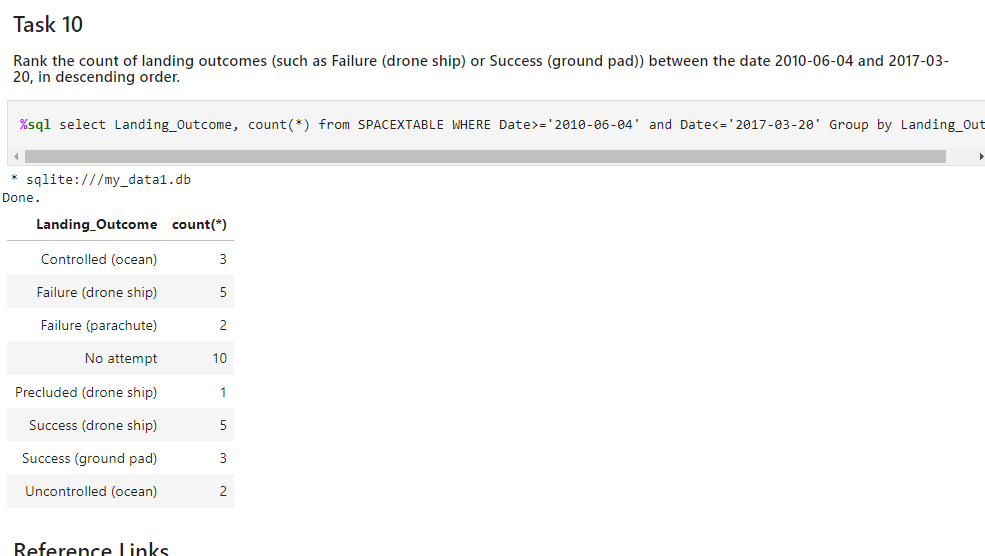 Task 10
Rank the count of landing outcomes (such as Failure (drone ship) or Success (ground pad)) between the date 2010-06-04 and 2017-03-
20, in descending order.
%sql select Landing_Outcome, count(*) from SPACEXTABLE WHERE Date>='2010-06-04' and Date<='2017-03-20' Group by Landing_Out
* sqlite:///my_data1.db
Done.
Landing_Outcome count(*)
Controlled (ocean) 3
Failure (drone ship) 5
Failure (parachute) 2
No attempt 10
Precluded (drone ship) 1
Success (drone ship) 5
Success (ground pad) 3
Uncontrolled (ocean) 2
Reference Links